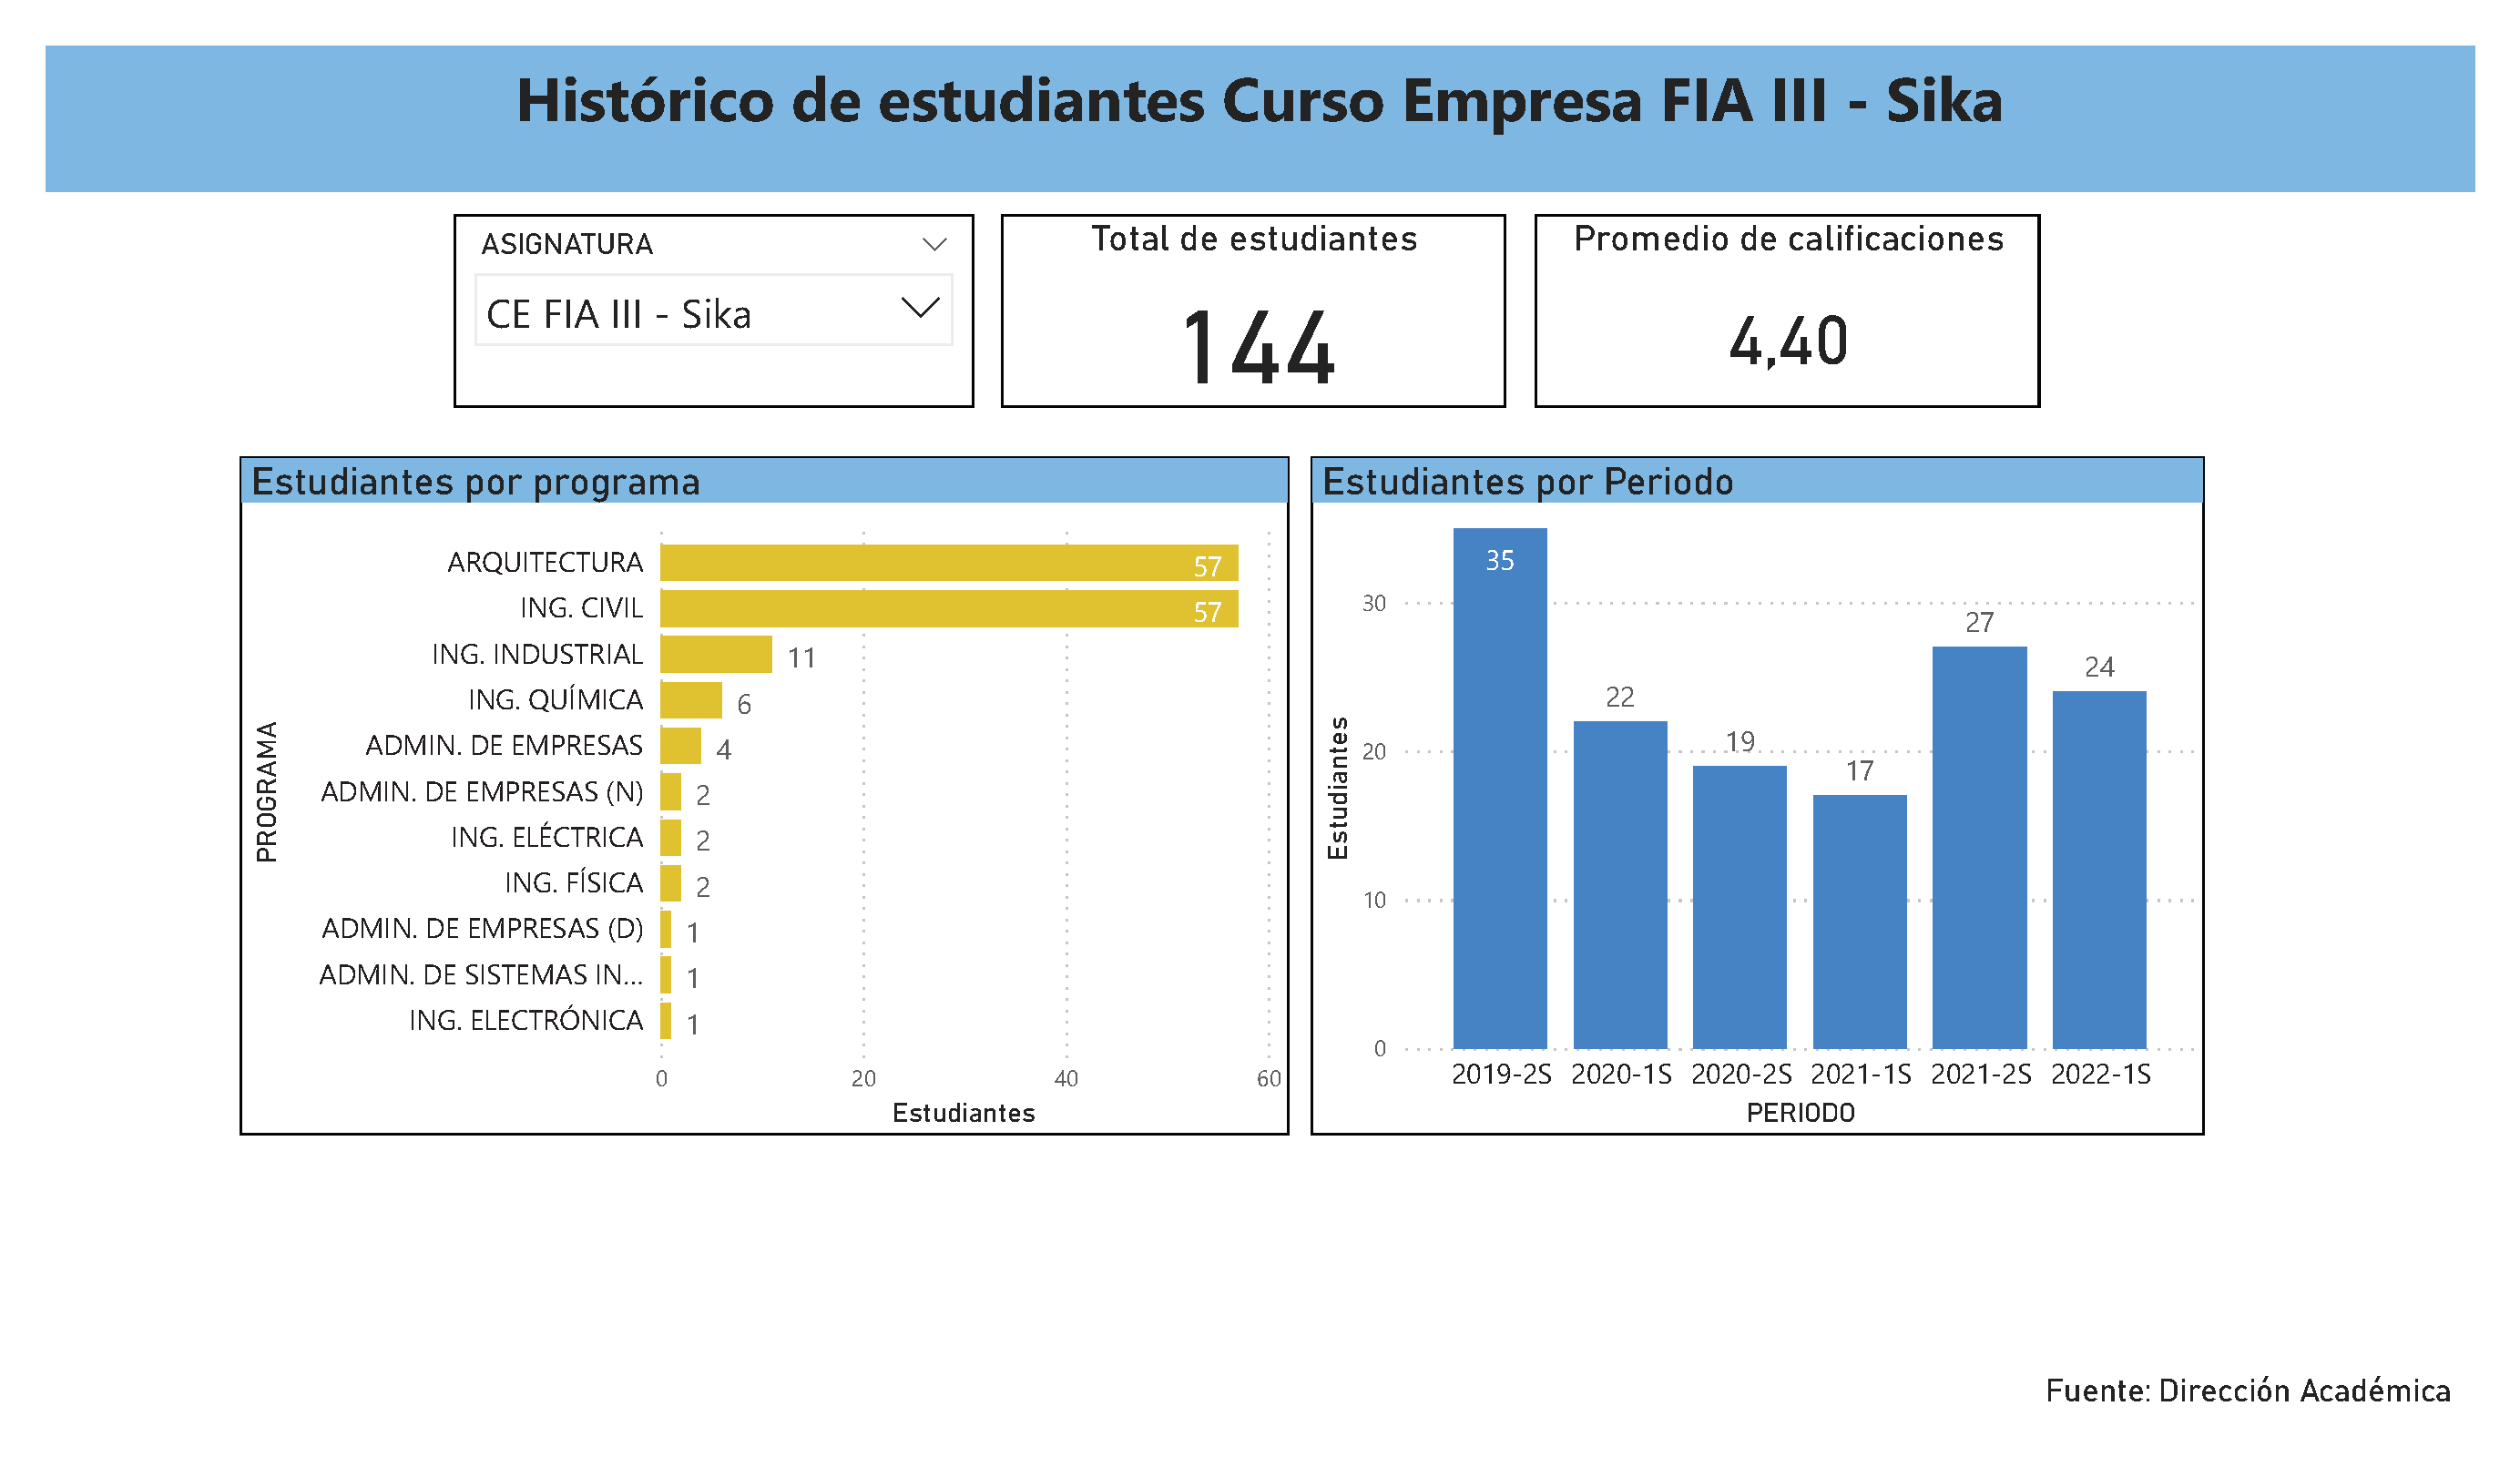 Histórico de estudiantes Curso Empresa FIA III - Sika
ASIGNATURA
CE FIA III - Sika
Total de estudiantes
144
Promedio de calificaciones
4,40
Estudiantes por programa
PROGRAMA
ARQUITECTURA 57
ING. CIVIL 57
ING. INDUSTRIAL 11
ING. QUÍMICA 6
ADMIN. DE EMPRESAS 4
ADMIN. DE EMPRESAS (N) 2
ING. ELÉCTRICA 2
ING. FÍSICA 2
ADMIN. DE EMPRESAS (D) 1
ADMIN. DE SISTEMAS IN... 1
ING. ELECTRÓNICA 1
0 20 40 60
Estudiantes
Estudiantes por Periodo
Estudiantes
30
20
10
0
35 22 19 17 27 24
2019-2S 2020-1S 2020-2S 2021-1S 2021-2S 2022-1S
PERIODO
Fuente: Dirección Académica